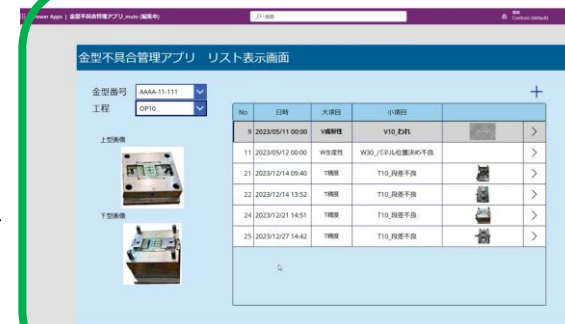 Power Apps | 金型不具合管理アプリ_muto (編集中)
検索
環境
Contoso (default)
金型不具合管理アプリ リスト表示画面
金型番号 AAAA-11-111
工程 OP10
上型画像
下型画像
No 日時 大項目 小項目
9 2023/05/11 00:00 V成形性 V10_われ
11 2023/05/12 00:00 W生産性 W30_パネル位置決め不良
21 2023/12/14 09:40 T精度 T10_段差不良
22 2023/12/14 13:52 T精度 T10_段差不良
24 2023/12/21 14:51 T精度 T10_段差不良
25 2023/12/27 14:42 T精度 T10_段差不良